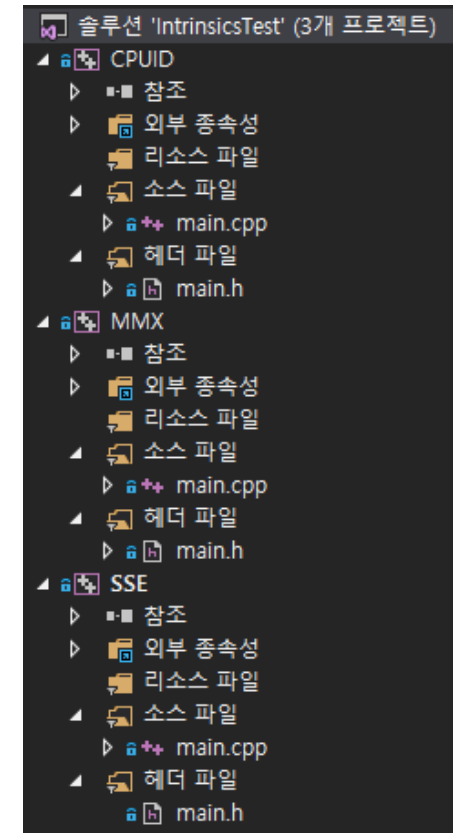 솔루션 'IntrinsicsTest' (3개 프로젝트)
CPUID
참조
외부 종속성
리소스 파일
소스 파일
main.cpp
헤더 파일
main.h
MMX
참조
외부 종속성
리소스 파일
소스 파일
main.cpp
헤더 파일
main.h
SSE
참조
외부 종속성
리소스 파일
소스 파일
main.cpp
헤더 파일
main.h